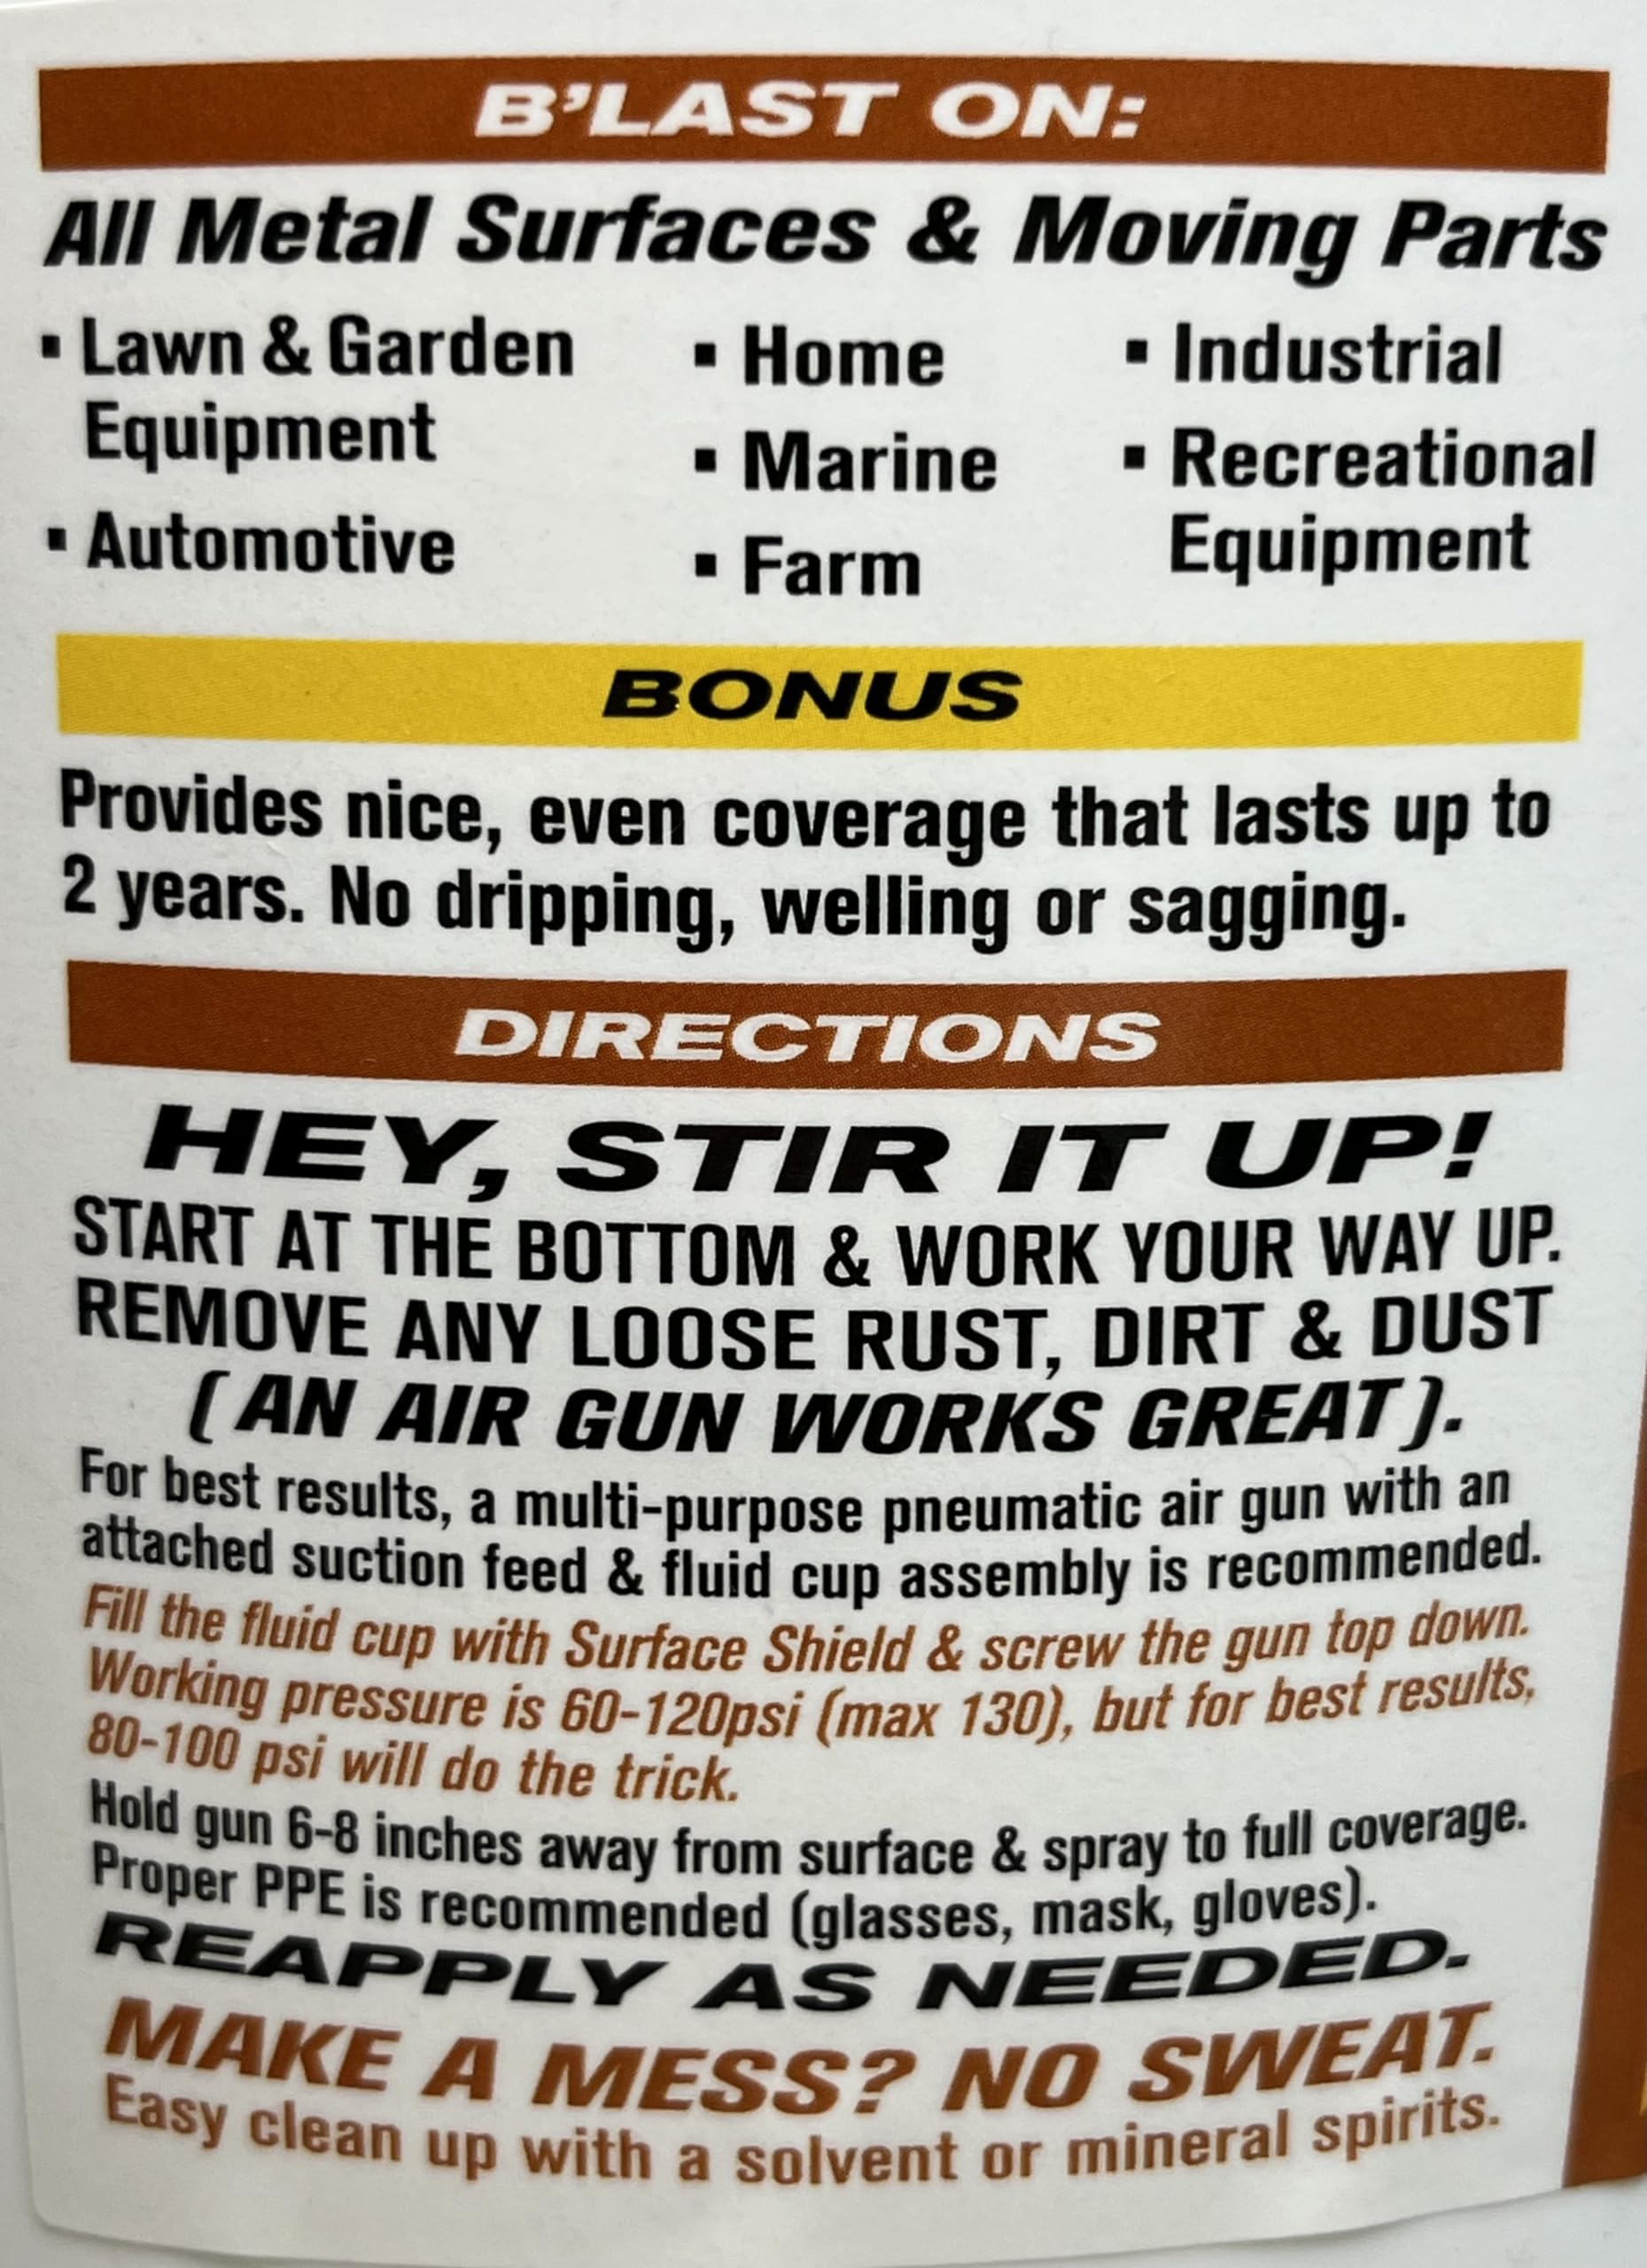 B'LAST ON:
All Metal Surfaces & Moving Parts
▪ Lawn & Garden
Equipment
▪ Automotive
▪ Home
▪ Marine
▪ Farm
▪ Industrial
▪ Recreational
Equipment
BONUS
Provides nice, even coverage that lasts up to
2 years. No dripping, welling or sagging.
DIRECTIONS
HEY, STIR IT UP!
START AT THE BOTTOM & WORK YOUR WAY UP.
REMOVE ANY LOOSE RUST, DIRT & DUST
(AN AIR GUN WORKS GREAT).
For best results, a multi-purpose pneumatic air gun with an
attached suction feed & fluid cup assembly is recommended.
Fill the fluid cup with Surface Shield & screw the gun top down.
Working pressure is 60-120psi (max 130), but for best results,
80-100 psi will do the trick.
Hold gun 6-8 inches away from surface & spray to full coverage.
Proper PPE is recommended (glasses, mask, gloves).
REAPPLY AS NEEDED.
MAKE A MESS? NO SWEAT.
Easy clean up with a solvent or mineral spirits.